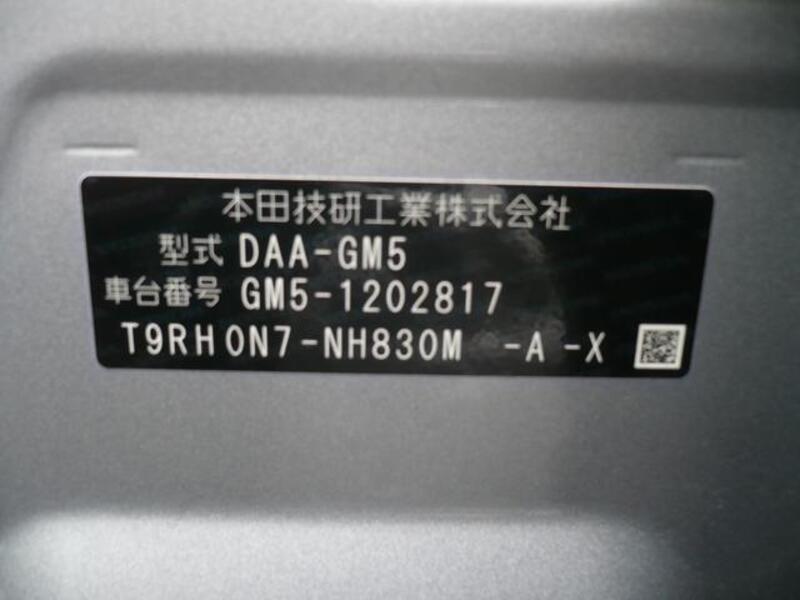 本田技研工業株式会社
型式 DAA-GM5
車台番号 GM5-1202817
T9RH0N7-NH830M -A -X